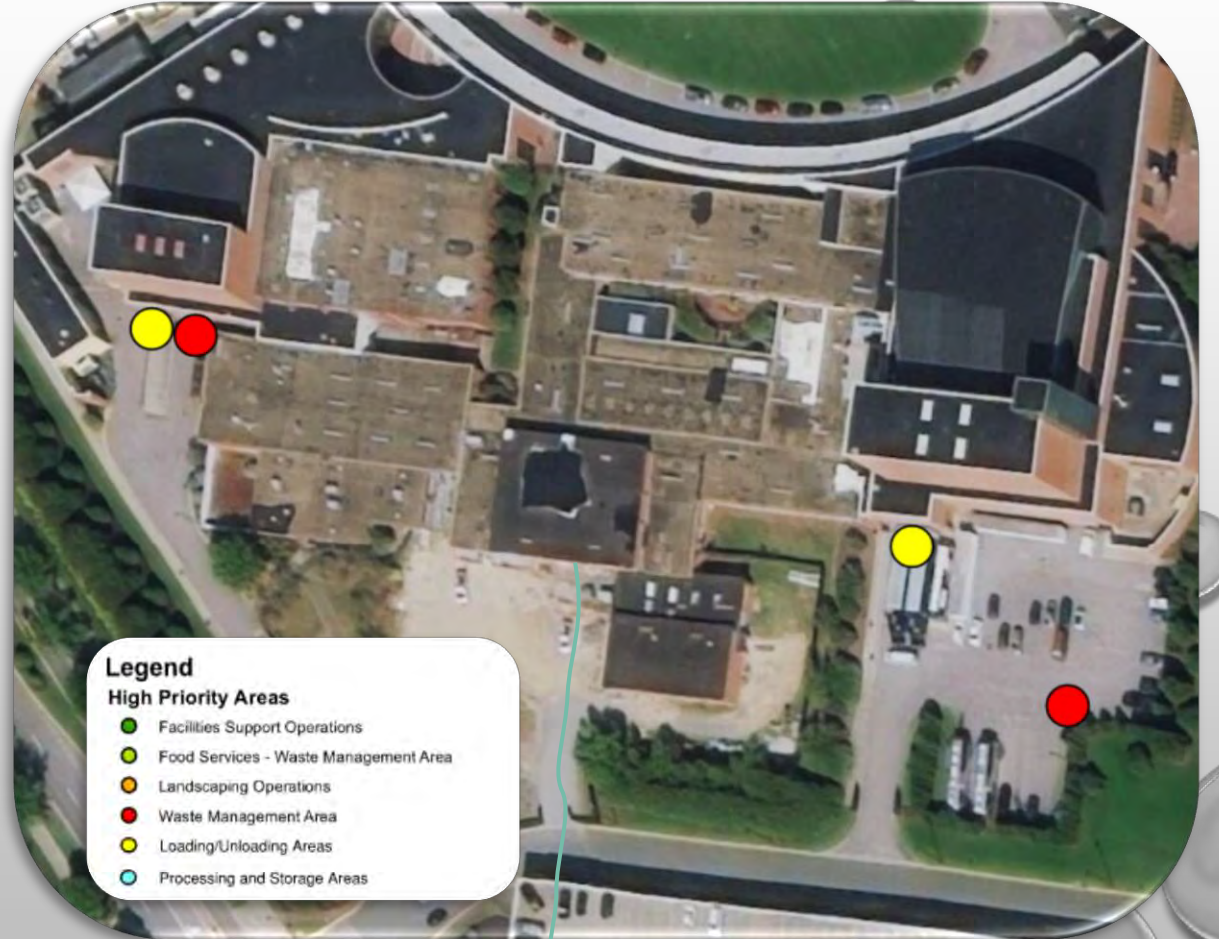 Legend
High Priority Areas
Facilities Support Operations
Food Services - Waste Management Area
Landscaping Operations
Waste Management Area
Loading/Unloading Areas
Processing and Storage Areas